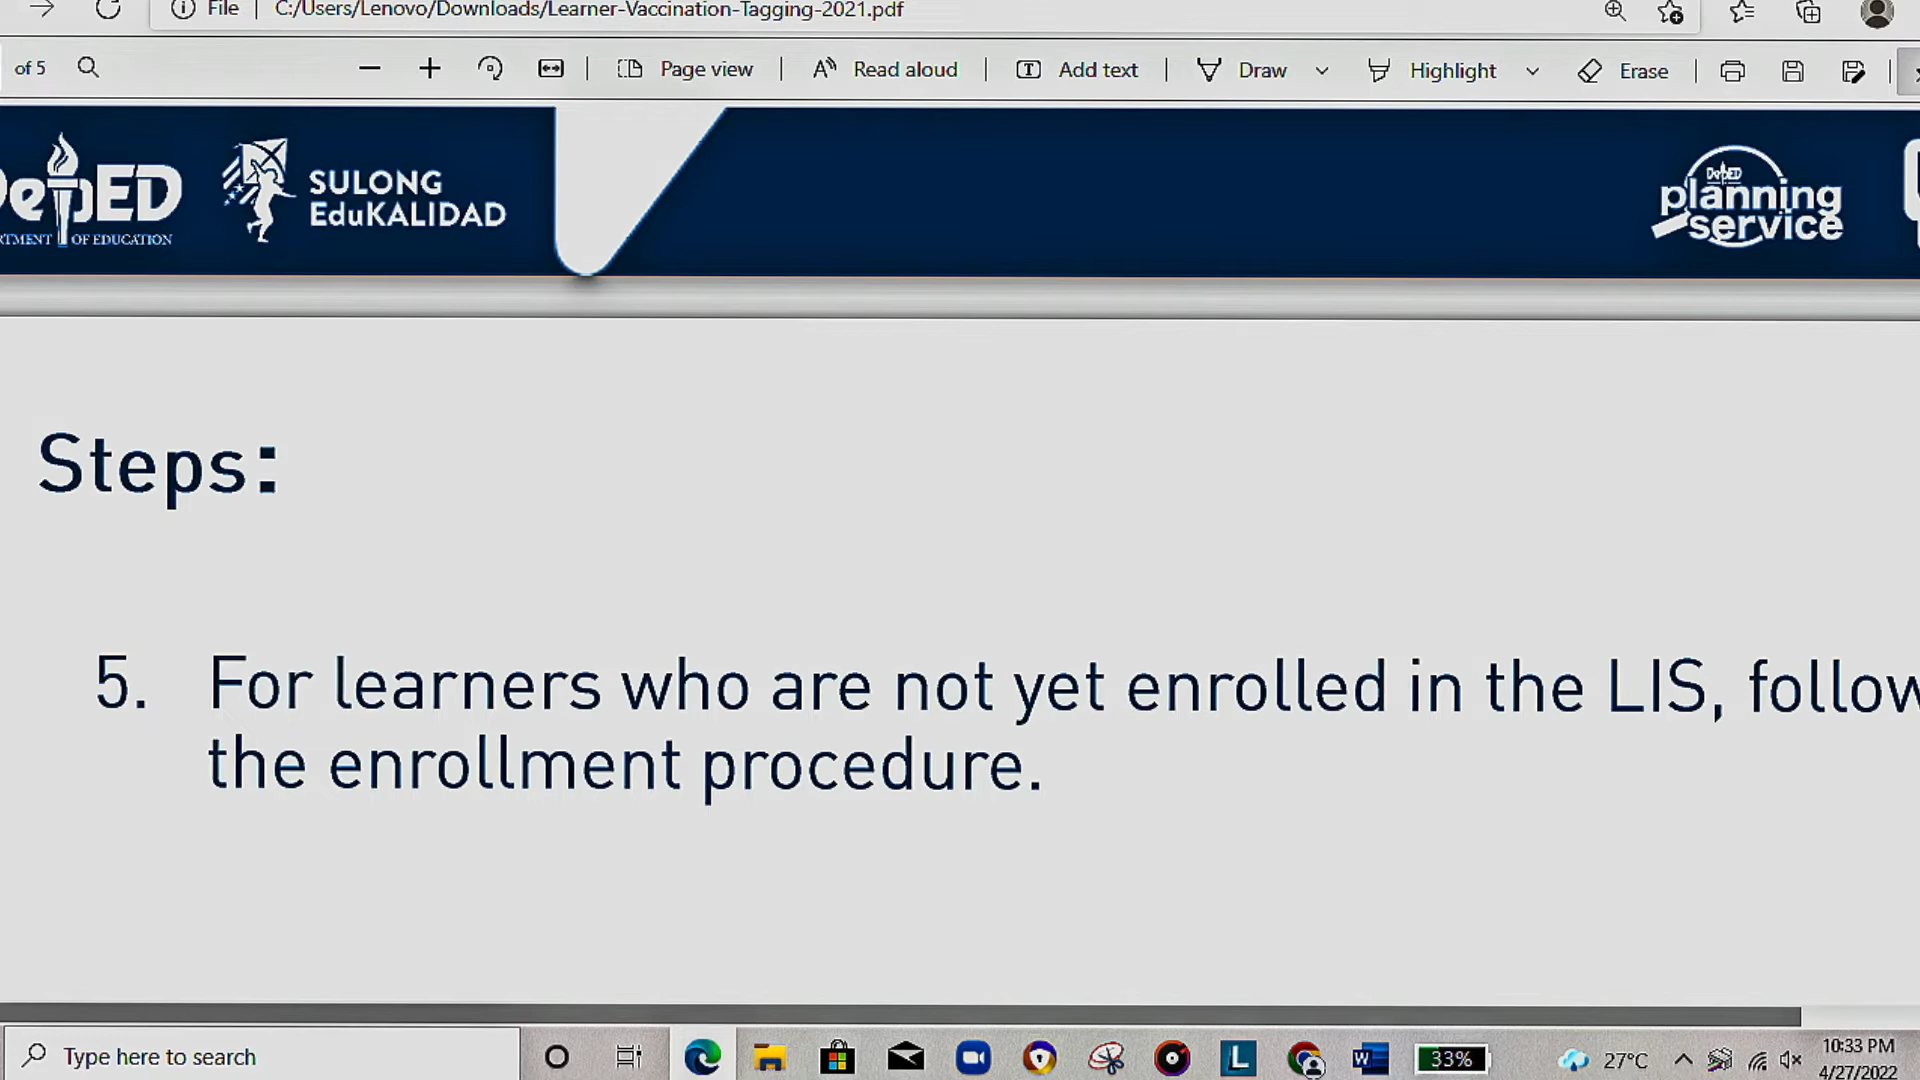 File C:/Users/Lenovo/Downloads/Learner-Vaccination-Tagging-2021.pdf
of 5 Page view Read aloud Add text Draw Highlight Erase
DepED
OF EDUCATION
SULONG
EduKALIDAD
DepED
planning
service
Steps:
5. For learners who are not yet enrolled in the LIS, follow
the enrollment procedure.
Type here to search
33%
27°C
10:33 PM
4/27/2022